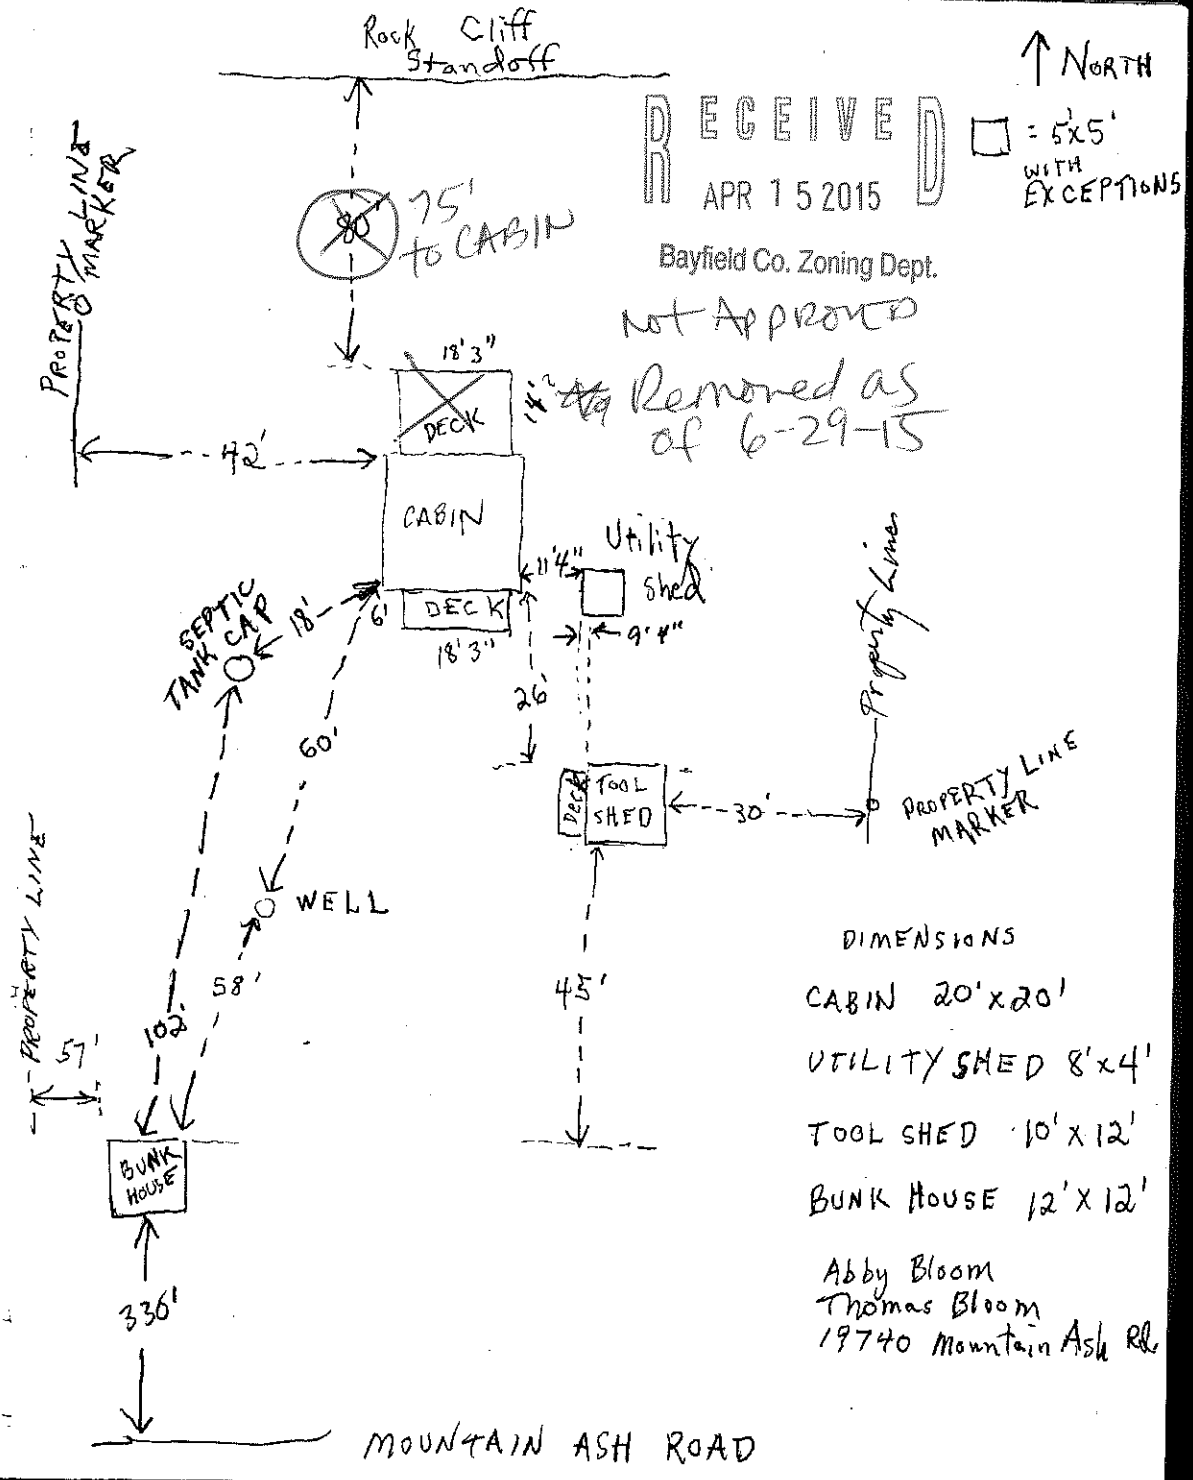 Rock Cliff
Standoff
↑ NORTH
□ = 5'x5'
WITH
EXCEPTIONS
RECEIVED
APR 15 2015
Bayfield Co. Zoning Dept.
PROPERTY LINE
MARKER
80'
75'
to CABIN
Not APPROVED
Removed as
of 6-29-15
18'3"
14'2"
DECK
42'
CABIN
Utility
Shed
11'4"
SEPTIC
TANK CAP
18'
6'
DECK
18'3"
9'4"
26'
Property Lines
60'
DECK
TOOL
SHED
30'
PROPERTY LINE
MARKER
WELL
PROPERTY LINE
58'
45'
102'
57'
BUNK
HOUSE
336'
DIMENSIONS
CABIN 20'x20'
UTILITY SHED 8'x4'
TOOL SHED 10'x12'
BUNK HOUSE 12'x12'
Abby Bloom
Thomas Bloom
19740 Mountain Ash Rd.
MOUNTAIN ASH ROAD